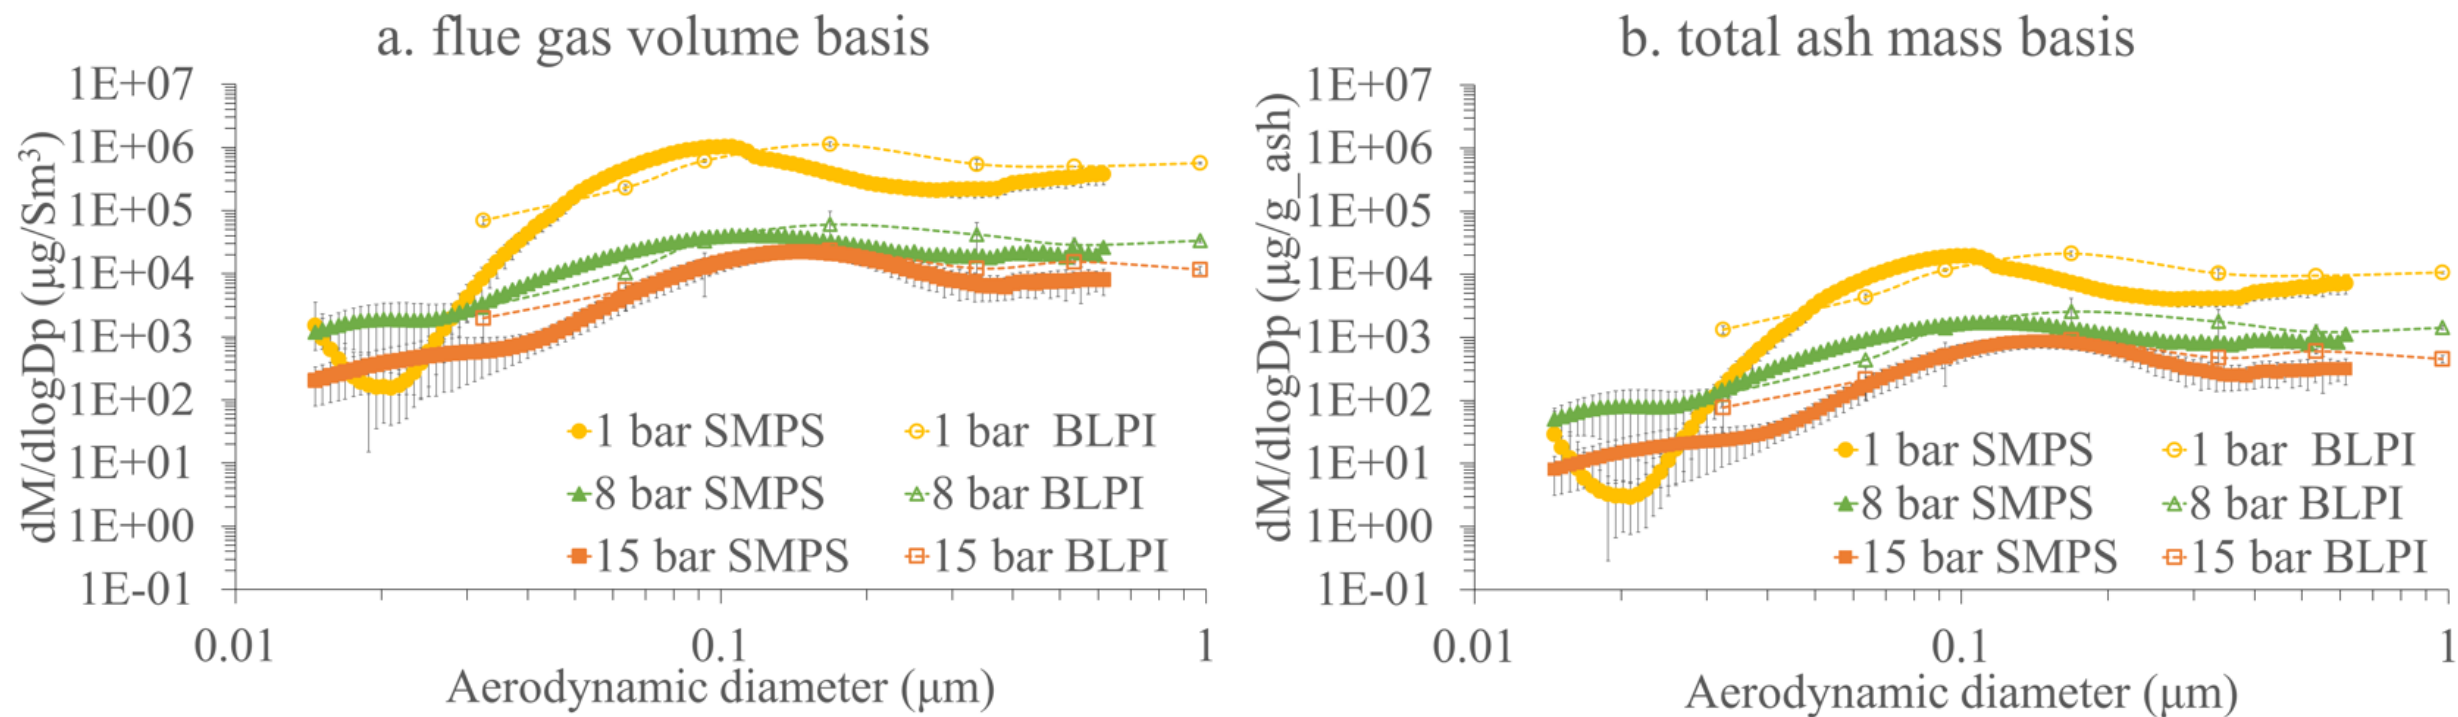 a. flue gas volume basis
dM/dlogDp (μg/Sm³)
1E+07
1E+06
1E+05
1E+04
1E+03
1E+02
1E+01
1E+00
1E-01
1 bar SMPS
1 bar BLPI
8 bar SMPS
8 bar BLPI
15 bar SMPS
15 bar BLPI
0.01
0.1
1
Aerodynamic diameter (μm)
b. total ash mass basis
dM/dlogDp (μg/g_ash)
1E+07
1E+06
1E+05
1E+04
1E+03
1E+02
1E+01
1E+00
1E-01
1 bar SMPS
1 bar BLPI
8 bar SMPS
8 bar BLPI
15 bar SMPS
15 bar BLPI
0.01
0.1
1
Aerodynamic diameter (μm)